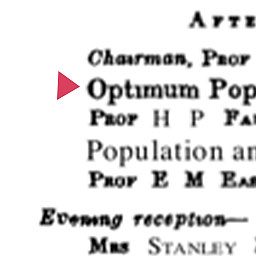 AFTE
Chairman, PROF
Optimum Pop
PROF H P FA
Population an
PROF E M EAS
Evening reception—
MRS STANLEY